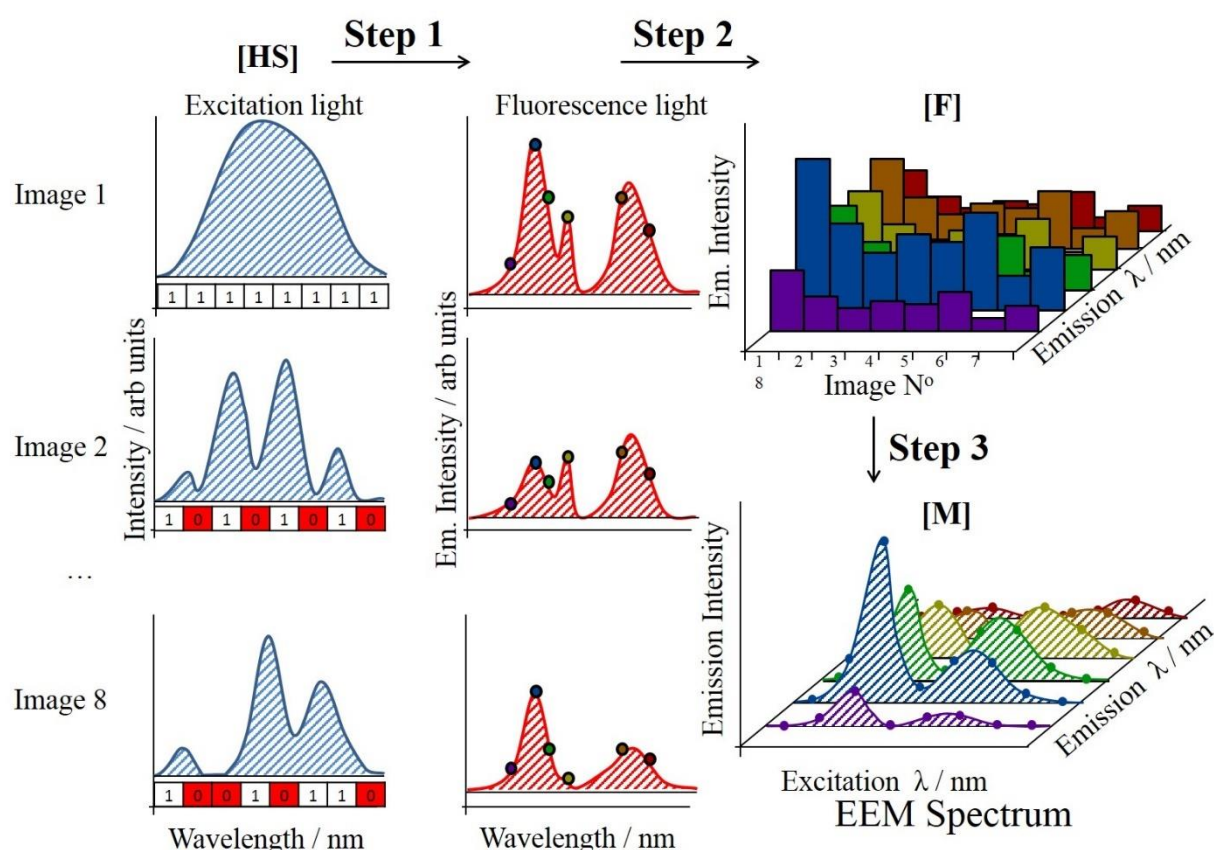 Step 1
Step 2
[HS]
[F]
Excitation light
Fluorescence light
Image 1
1 1 1 1 1 1 1 1
Image 2
1 0 1 0 1 0 1 0
...
Image 8
1 0 0 1 0 1 1 0
Intensity / arb units
Wavelength / nm
Em. Intensity / arb units
Wavelength / nm
Em. Intensity
1 2 3 4 5 6 7
8
Image Nº
Emission λ / nm
Step 3
[M]
Emission Intensity
Emission λ / nm
Excitation λ / nm
EEM Spectrum